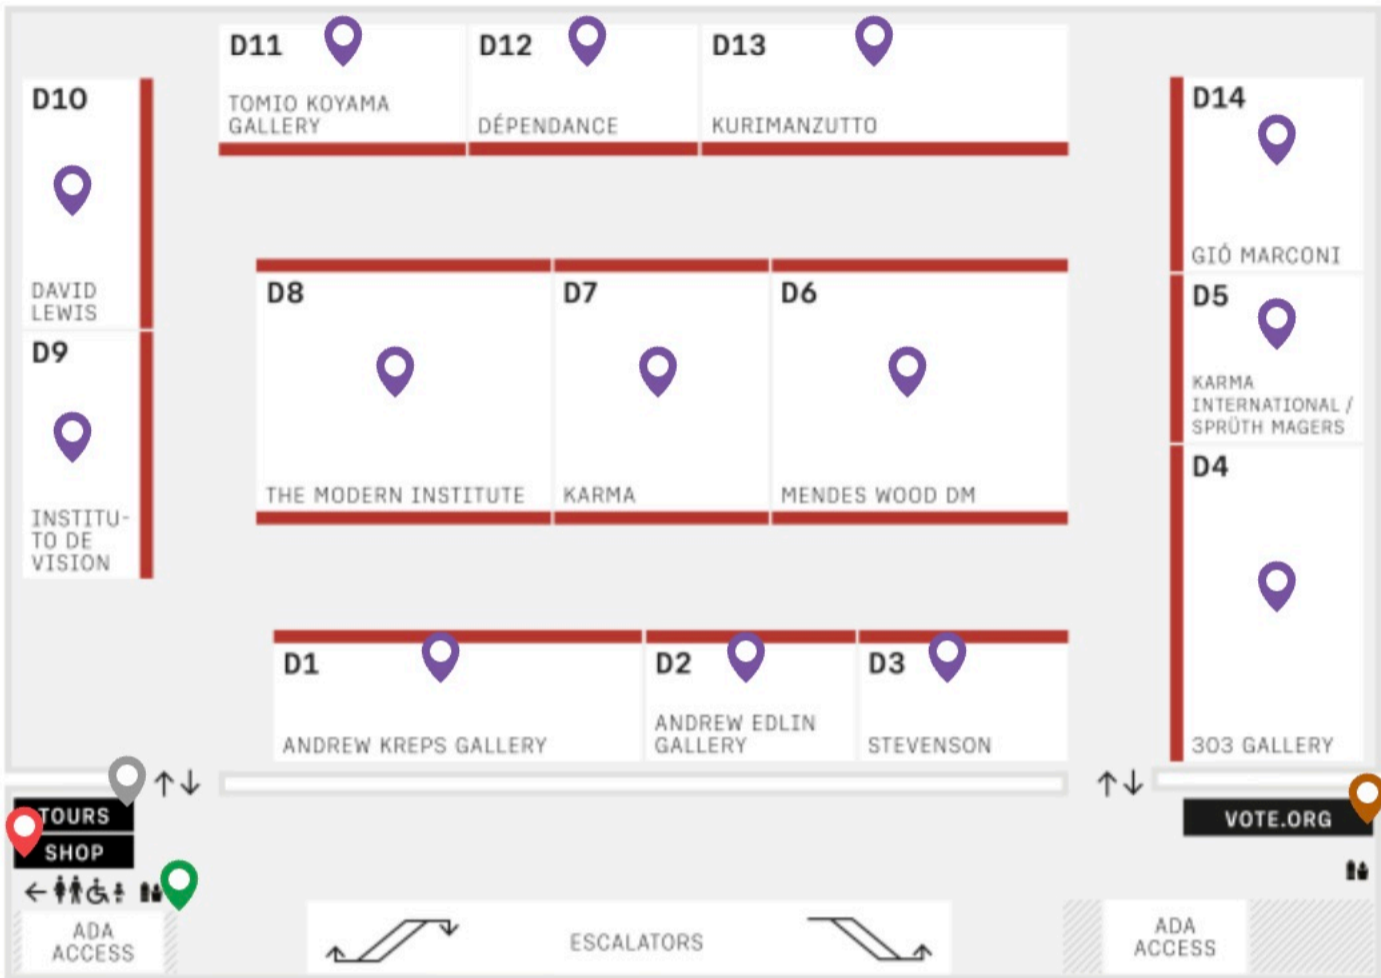 D11
TOMIO KOYAMA
GALLERY
D12
DÉPENDANCE
D13
KURIMANZUTTO
D10
DAVID
LEWIS
D14
GIÓ MARCONI
D9
INSTITU-
TO DE
VISION
D8
THE MODERN INSTITUTE
D7
KARMA
D6
MENDES WOOD DM
D5
KARMA
INTERNATIONAL /
SPRÜTH MAGERS
D4
303 GALLERY
D1
ANDREW KREPS GALLERY
D2
ANDREW EDLIN
GALLERY
D3
STEVENSON
TOURS
SHOP
VOTE.ORG
ADA
ACCESS
ESCALATORS
ADA
ACCESS